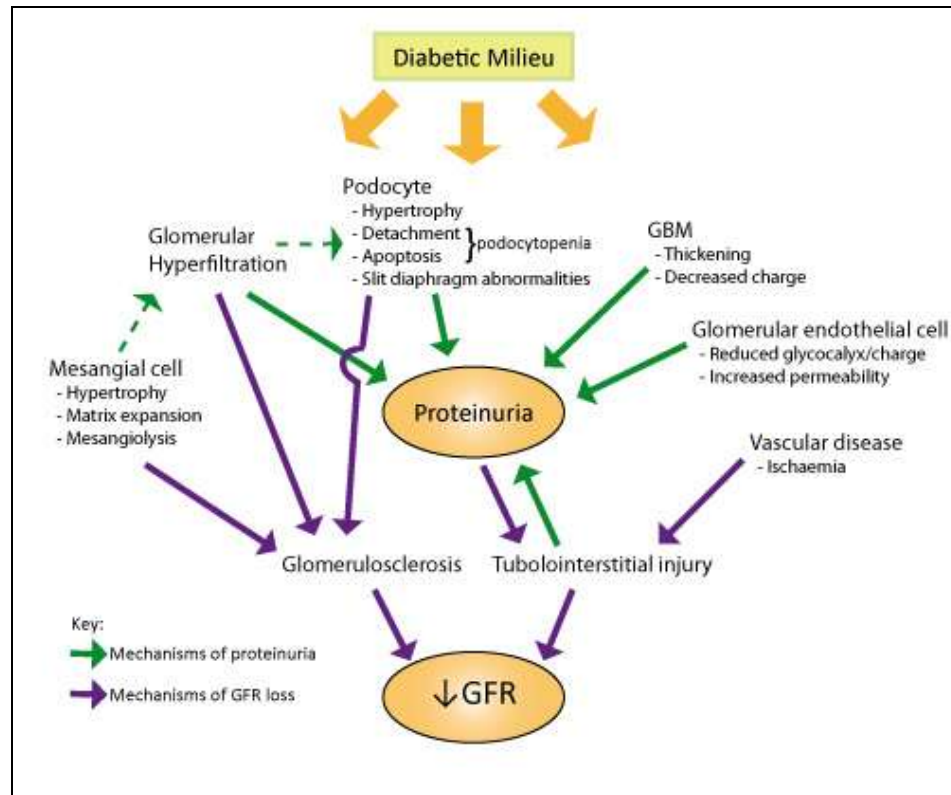 Diabetic Milieu
Podocyte
- Hypertrophy
- Detachment
- Apoptosis
} podocytopenia
- Slit diaphragm abnormalities
Glomerular
Hyperfiltration
GBM
- Thickening
- Decreased charge
Glomerular endothelial cell
- Reduced glycocalyx/charge
- Increased permeability
Mesangial cell
- Hypertrophy
- Matrix expansion
- Mesangiolysis
Proteinuria
Vascular disease
- Ischaemia
Glomerulosclerosis
Tubolointerstitial injury
Key:
Mechanisms of proteinuria
Mechanisms of GFR loss
↓GFR